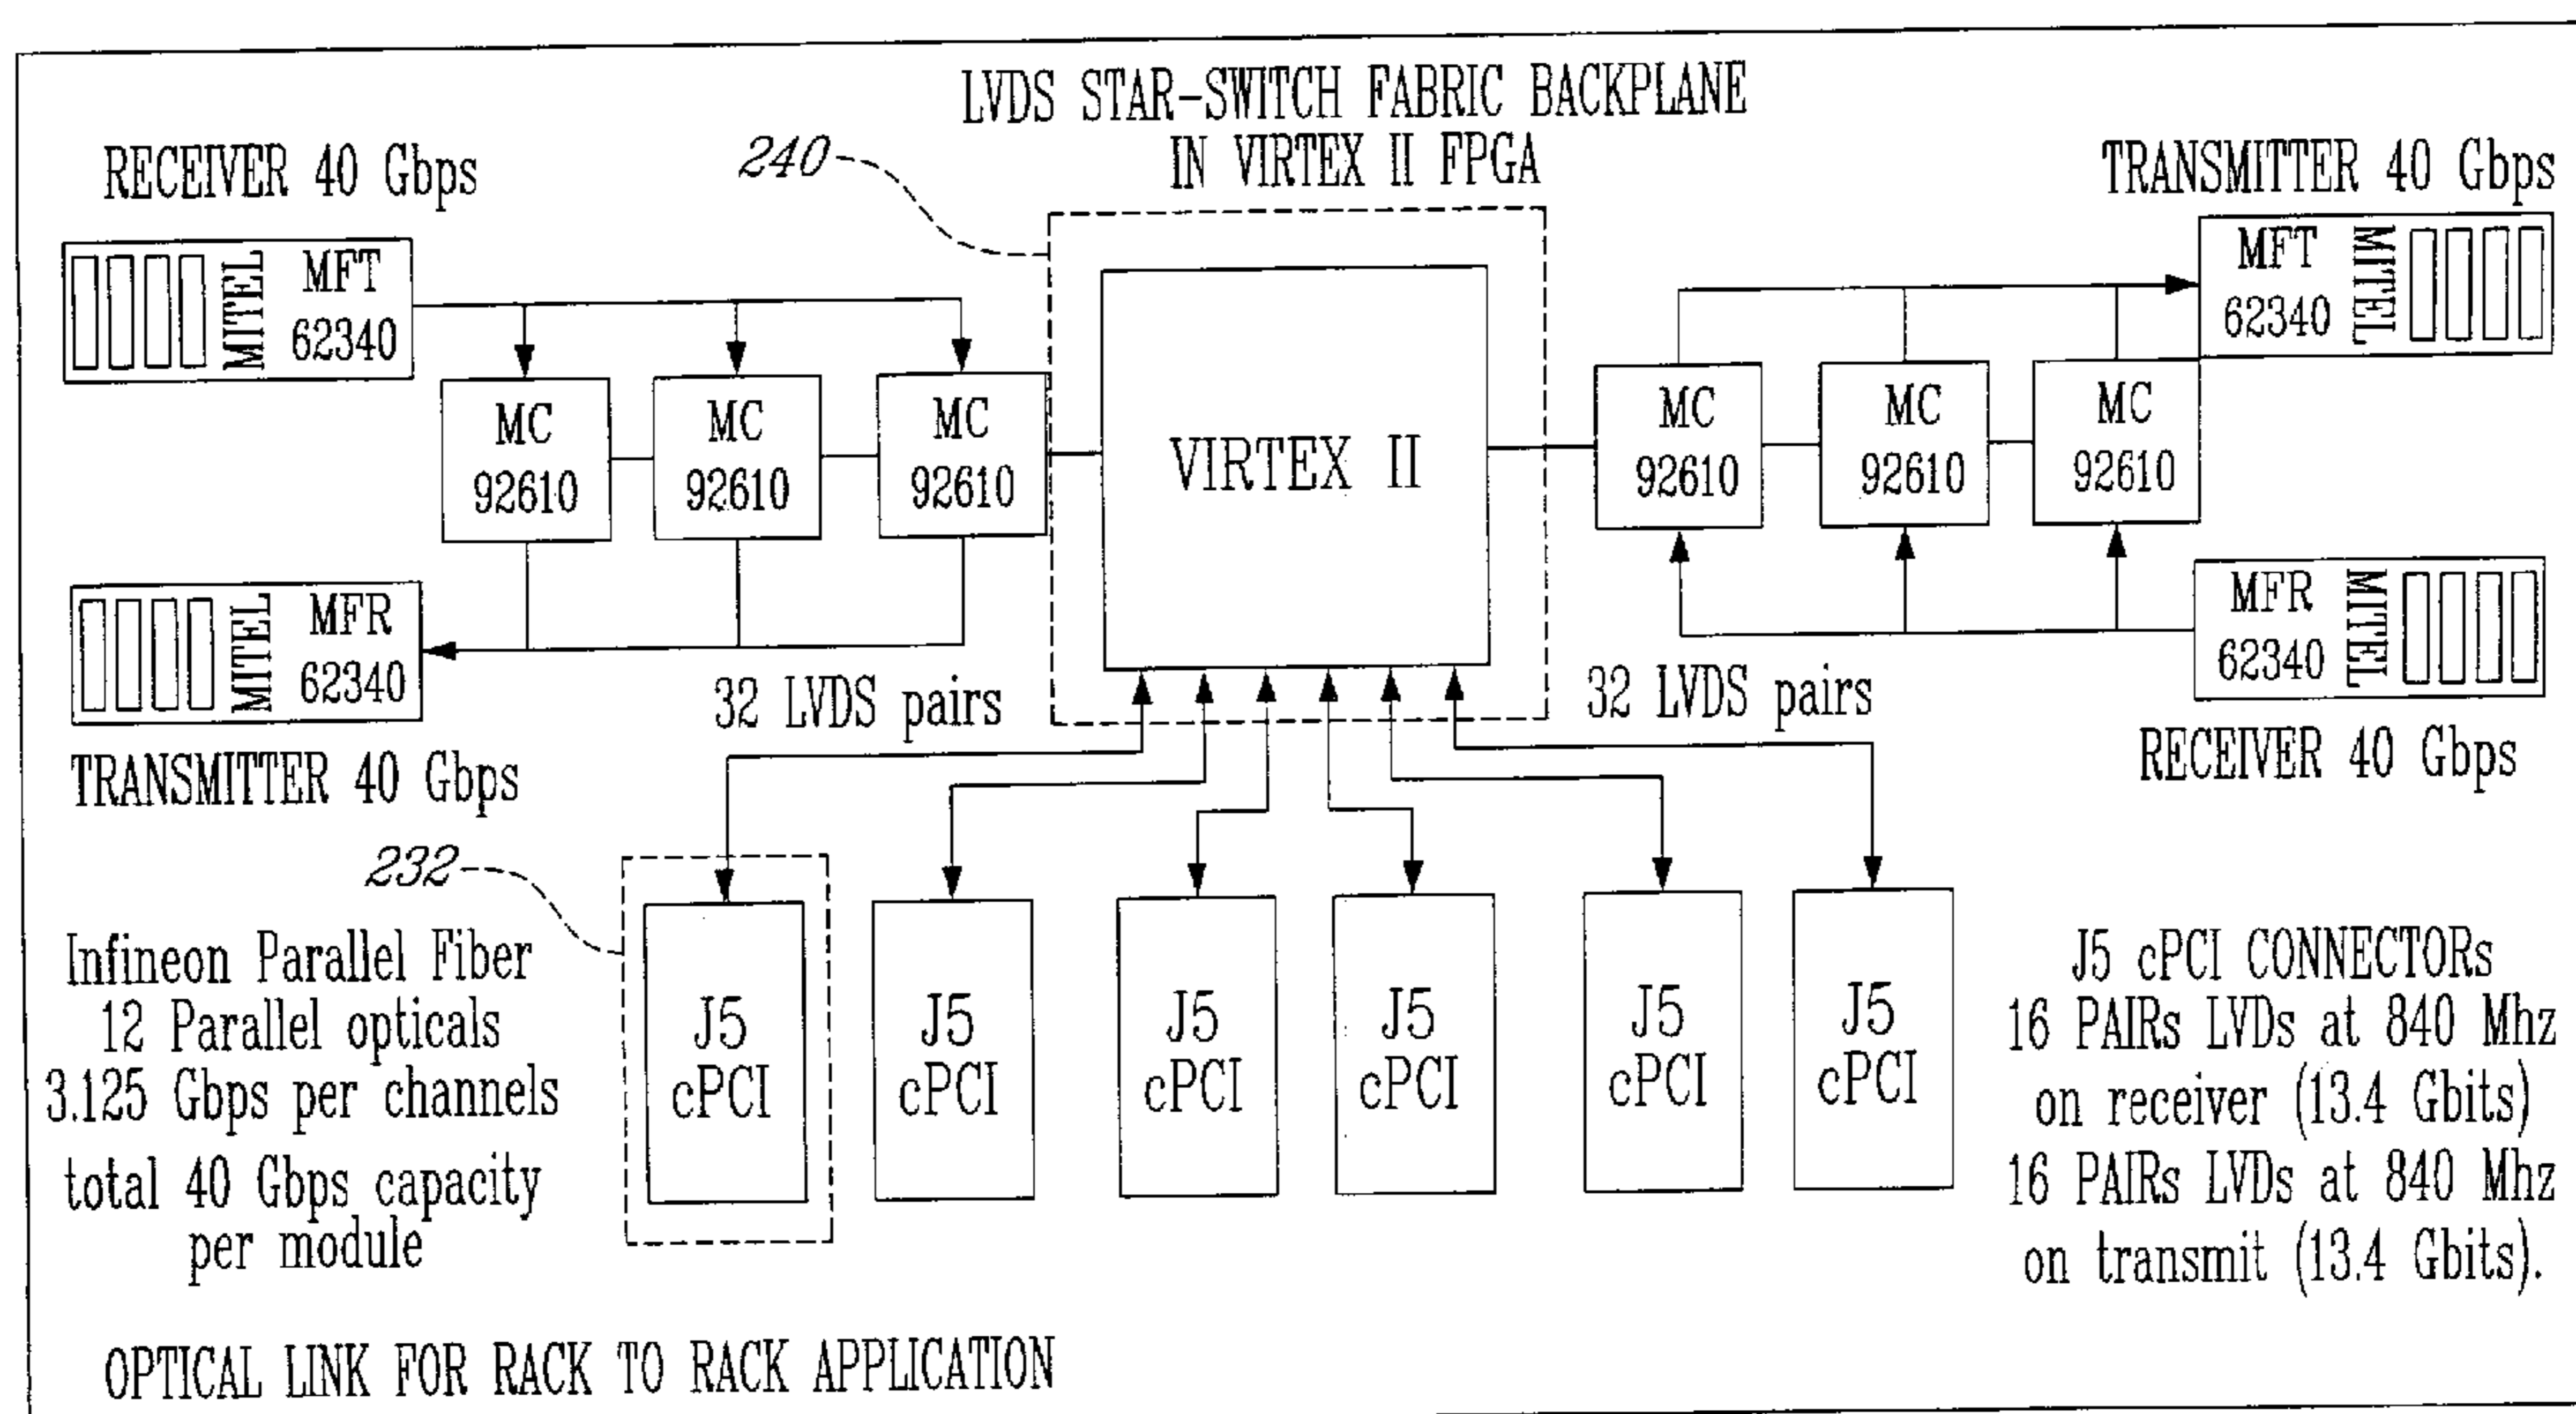 LVDS STAR-SWITCH FABRIC BACKPLANE
IN VIRTEX II FPGA
240
RECEIVER 40 Gbps
MITEL
MFT
62340
MC
92610
MC
92610
MC
92610
MITEL
MFR
62340
TRANSMITTER 40 Gbps
32 LVDS pairs
VIRTEX II
TRANSMITTER 40 Gbps
MFT
62340
MITEL
MC
92610
MC
92610
MC
92610
MFR
62340
MITEL
RECEIVER 40 Gbps
32 LVDS pairs
232
J5
cPCI
J5
cPCI
J5
cPCI
J5
cPCI
J5
cPCI
J5
cPCI
Infineon Parallel Fiber
12 Parallel opticals
3.125 Gbps per channels
total 40 Gbps capacity
per module
J5 cPCI CONNECTORs
16 PAIRs LVDs at 840 Mhz
on receiver (13.4 Gbits)
16 PAIRs LVDs at 840 Mhz
on transmit (13.4 Gbits).
OPTICAL LINK FOR RACK TO RACK APPLICATION